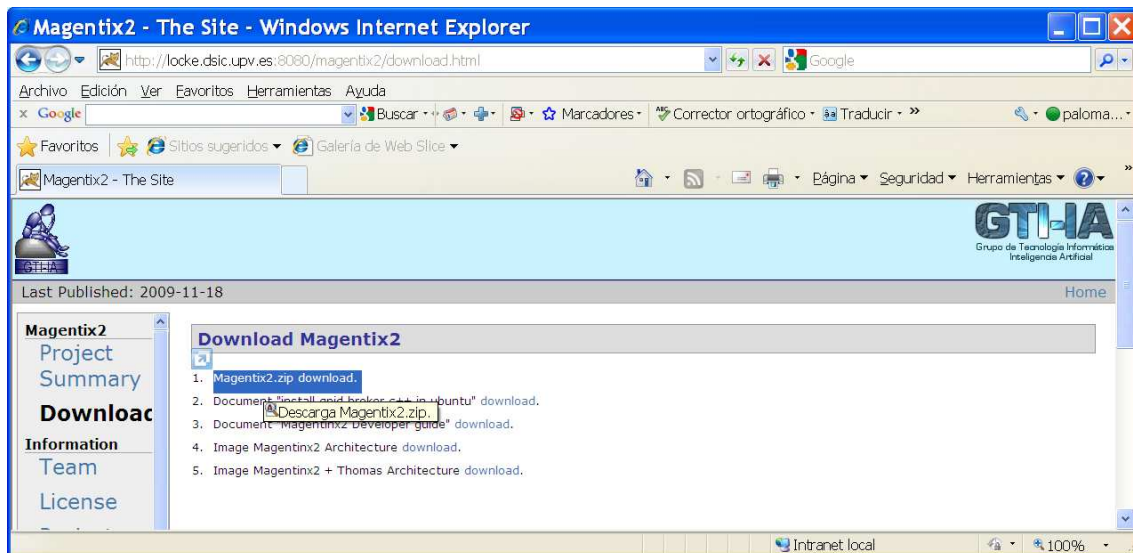 Magentix2 - The Site - Windows Internet Explorer
http://locke.dsic.upv.es:8080/magentix2/download.html
Google
Archivo Edición Ver Favoritos Herramientas Ayuda
x Google Buscar Marcadores Corrector ortográfico Traducir » paloma...
Favoritos Sitios sugeridos Galería de Web Slice
Magentix2 - The Site Página Seguridad Herramientas »
GTI-IA
Grupo de Tecnología Informática
Inteligencia Artificial
GTI-IA
Last Published: 2009-11-18 Home
Magentix2
Project
Summary
Download
Information
Team
License
Download Magentix2
1. Magentix2.zip download.
2. Document "install qpid broker c++ in ubuntu" download.
Descarga Magentix2.zip.
3. Document "Magentinx2 Developer guide" download.
4. Image Magentinx2 Architecture download.
5. Image Magentinx2 + Thomas Architecture download.
Intranet local 100%